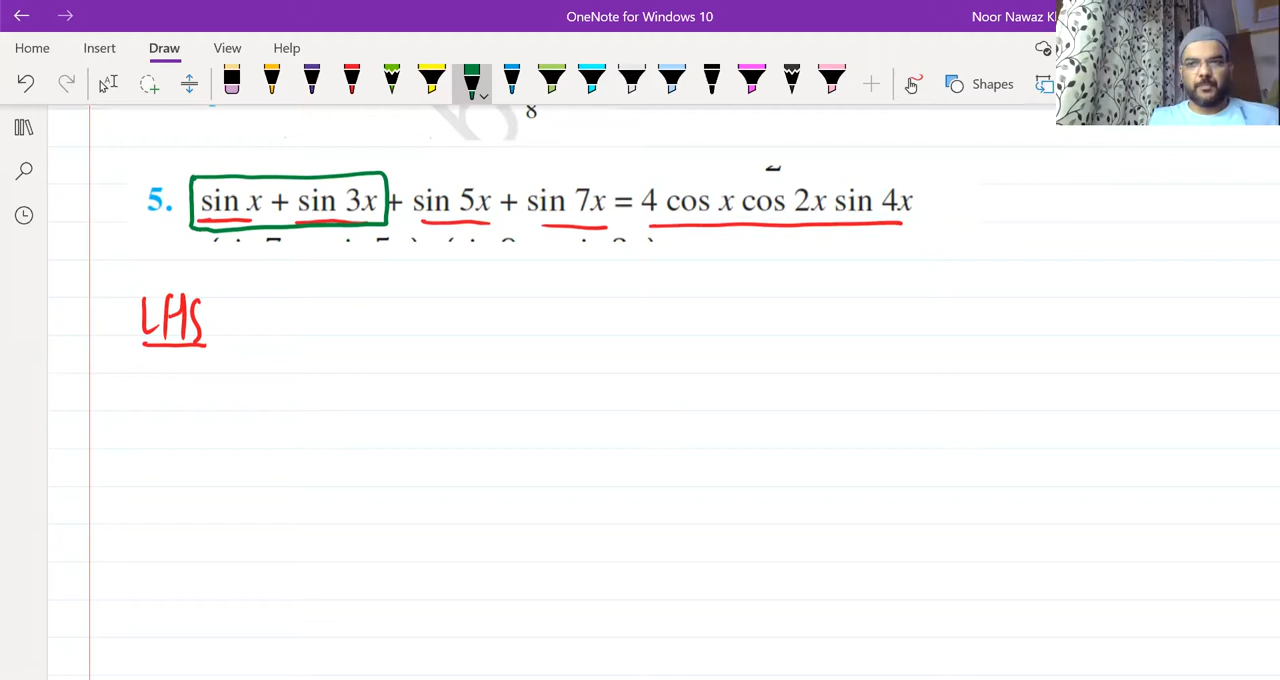 OneNote for Windows 10
Noor Nawaz K
Home Insert Draw View Help
Shapes
8
5. sin x + sin 3x + sin 5x + sin 7x = 4 cos x cos 2x sin 4x
LHS